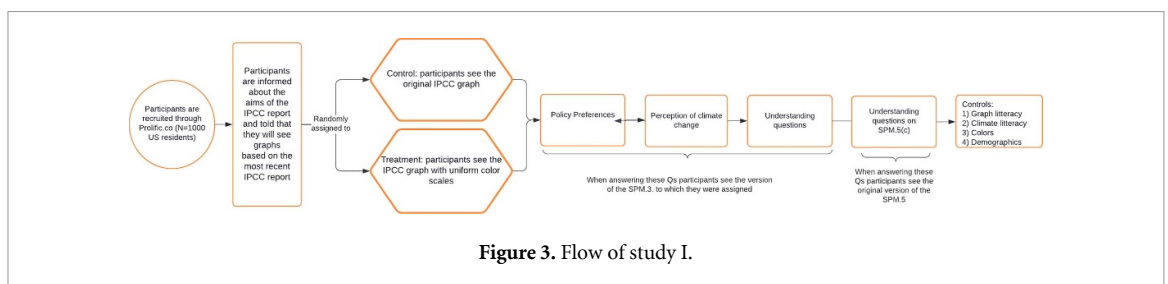 Participants are
recruited through
Prolific.co (N=1000
US residents)
Participants
are informed
about the
aims of the
IPCC report
and told that
they will see
graphs
based on the
most recent
IPCC report
Randomly
assigned to
Control: participants see the
original IPCC graph
Treatment: participants see the
IPCC graph with uniform color
scales
Policy Preferences
Perception of climate
change
Understanding
questions
When answering these Qs participants see the version
of the SPM.3. to which they were assigned
Understanding
questions on
SPM.5(c)
When answering these
Qs participants see the
original version of the
SPM.5
Controls:
1) Graph litteracy
2) Climate litteracy
3) Colors
4) Demographics
Figure 3. Flow of study I.